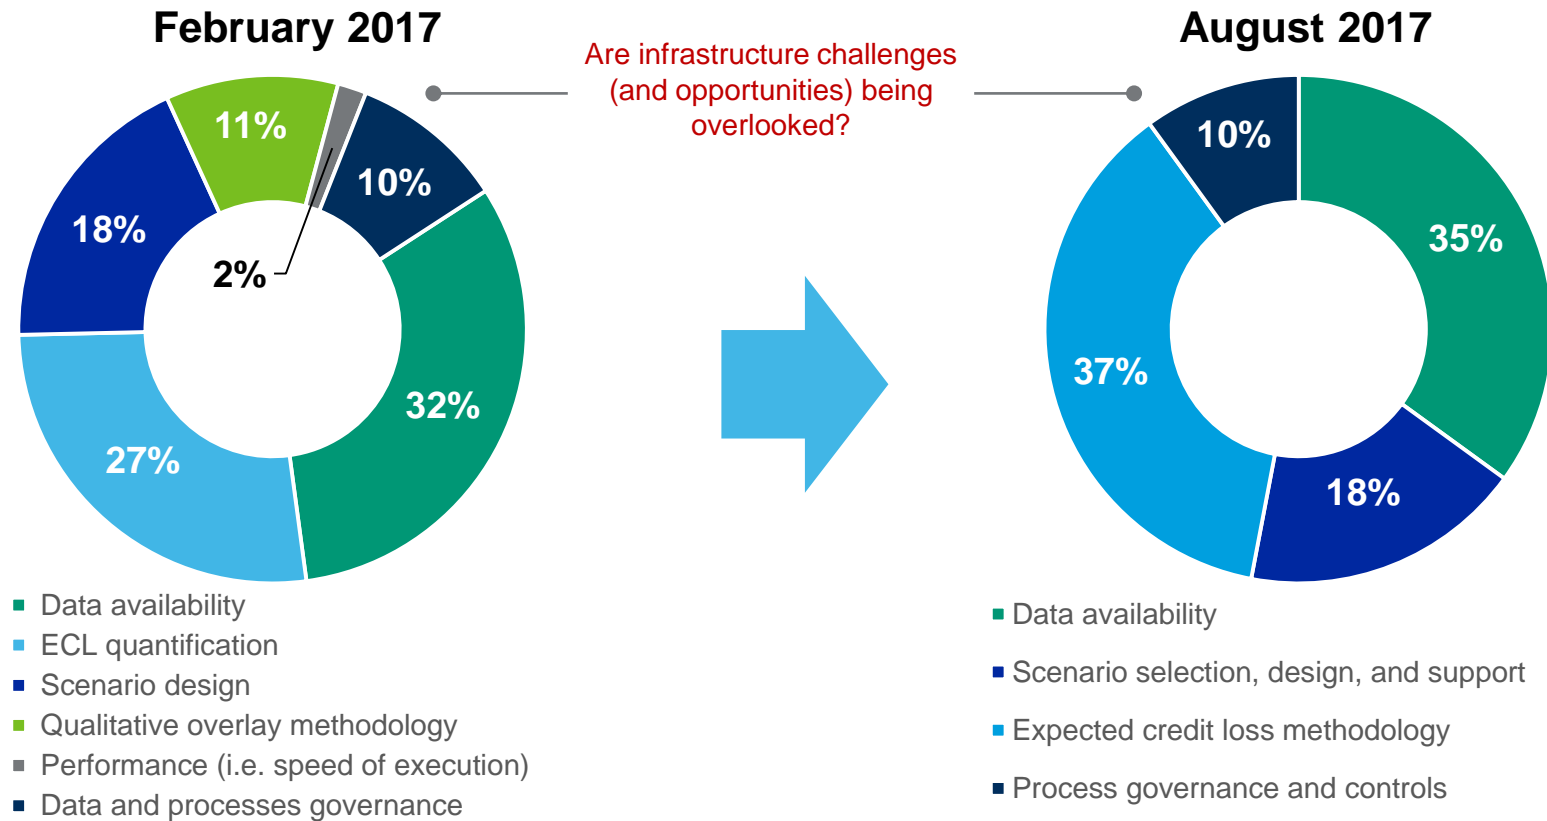 February 2017
Are infrastructure challenges
(and opportunities) being
overlooked?
August 2017
11%
10%
18%
2%
32%
27%
10%
35%
37%
18%
Data availability
ECL quantification
Scenario design
Qualitative overlay methodology
Performance (i.e. speed of execution)
Data and processes governance
Data availability
Scenario selection, design, and support
Expected credit loss methodology
Process governance and controls